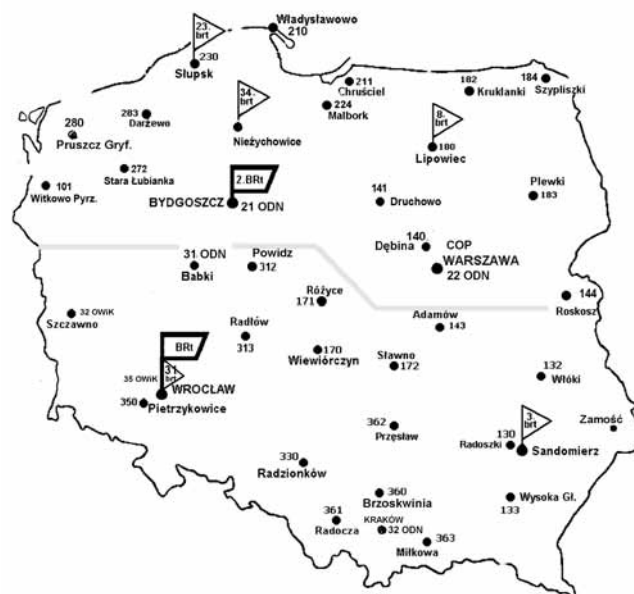 23. brt
230
Słupsk
Władysławowo
210
211
Chruściel
224
Malbork
182
Kruklanki
184
Szypliszki
283
Darżewo
34. brt
Nieżychowice
8. brt
180
Lipowiec
280
Pruszcz Gryf.
272
Stara Łubianka
101
Witkowo Pyrz.
2.BRt
BYDGOSZCZ
21 ODN
141
Druchowo
Plewki
183
140
Dębina
COP
WARSZAWA
22 ODN
31 ODN
Babki
Powidz
312
Różyce
171
144
Roskosz
32 OWiK
Szczawno
Radłów
313
Adamów
143
170
Wiewiórczyn
Sławno
172
132
Włóki
BRt
31. brt
35 OWiK
WROCŁAW
350
Pietrzykowice
362
Przęsław
3. brt
130
Radoszki
Sandomierz
Zamość
330
Radzionków
360
Brzoskwinia
Wysoka Gł.
133
361
Radocza
KRAKÓW
32 ODN
363
Miłkowa